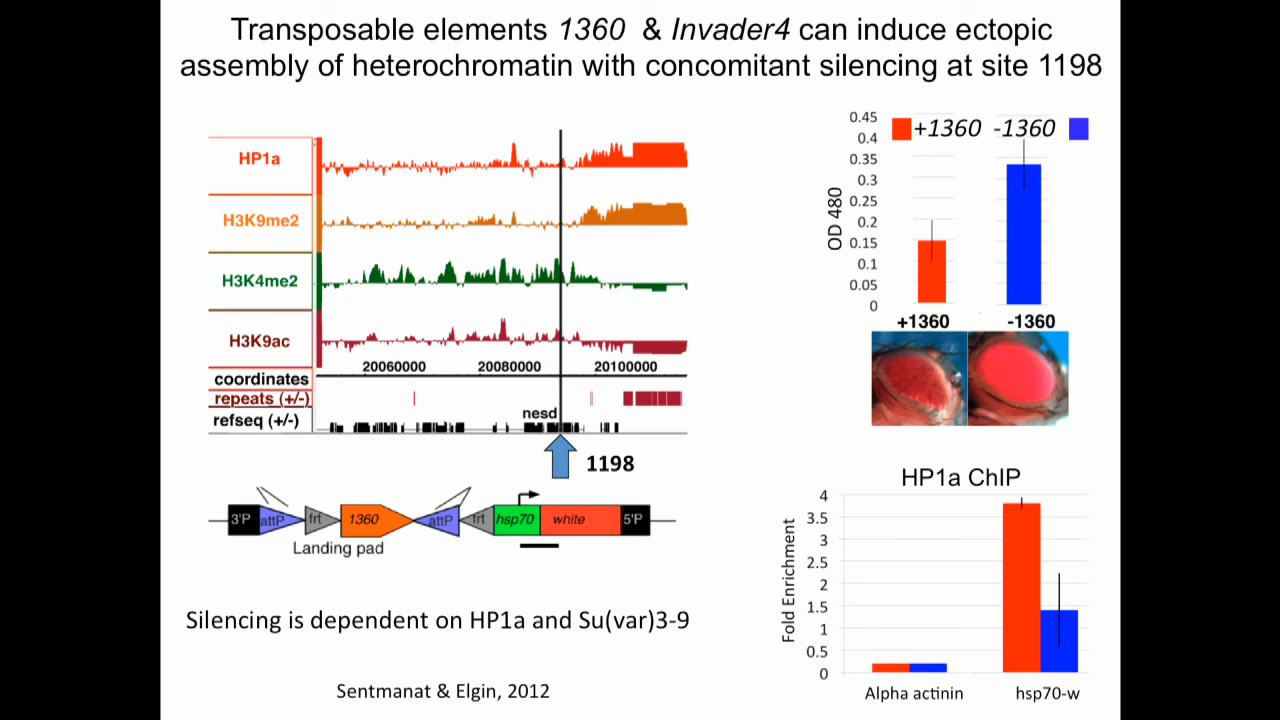 Transposable elements 1360 & Invader4 can induce ectopic
assembly of heterochromatin with concomitant silencing at site 1198
HP1a
H3K9me2
H3K4me2
H3K9ac
20060000 20080000 20100000
coordinates
repeats (+/-)
refseq (+/-)
nesd
1198
3'P attP frt 1360 attP frt hsp70 white 5'P
Landing pad
Silencing is dependent on HP1a and Su(var)3-9
Sentmanat & Elgin, 2012
+1360 -1360
OD 480
0.45
0.4
0.35
0.3
0.25
0.2
0.15
0.1
0.05
0
+1360 -1360
HP1a ChIP
Fold Enrichment
4
3.5
3
2.5
2
1.5
1
0.5
0
Alpha actinin hsp70-w